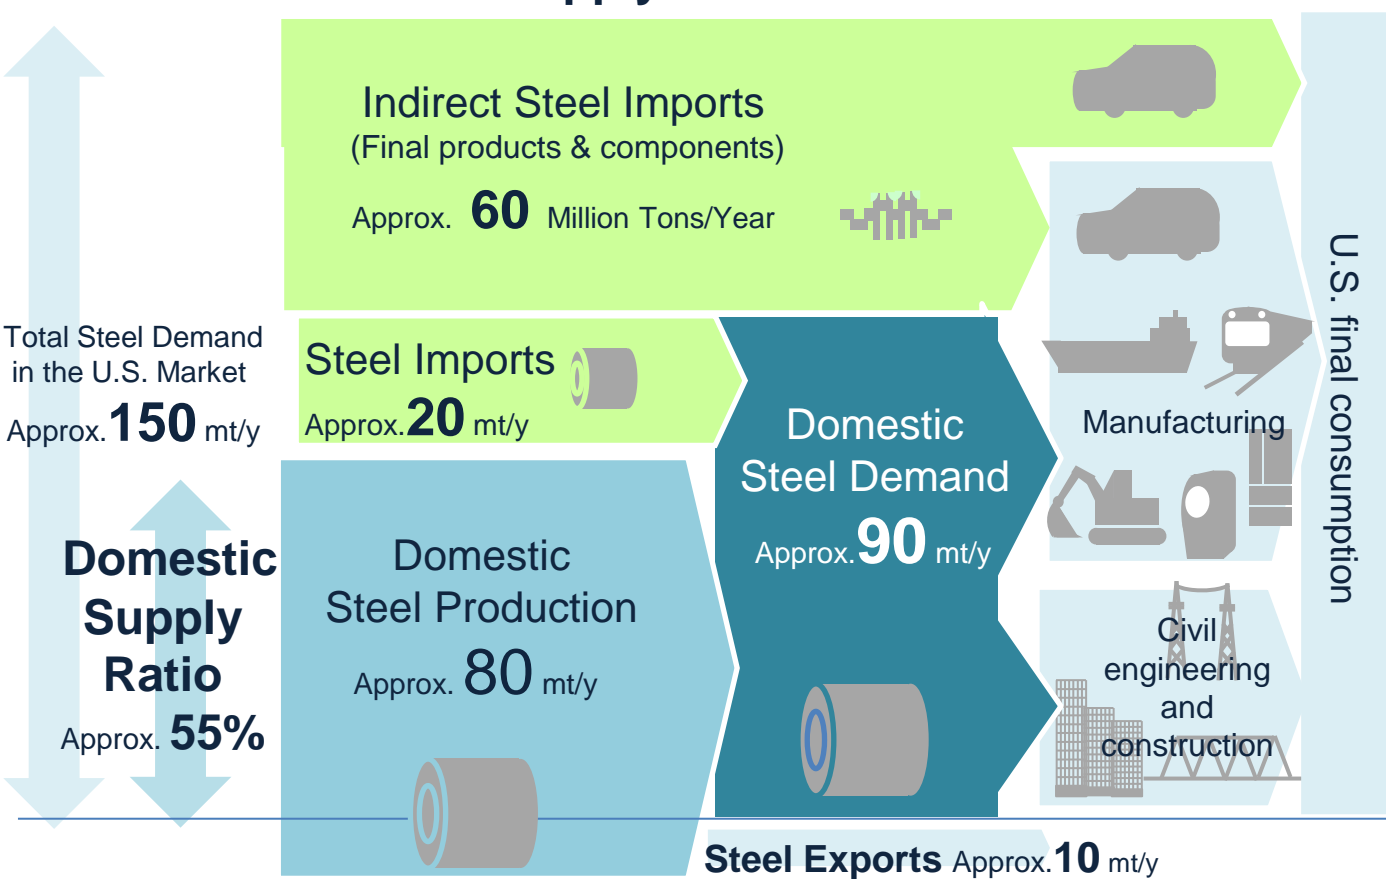 Indirect Steel Imports
(Final products & components)
Approx. 60 Million Tons/Year
Total Steel Demand
in the U.S. Market
Approx.150 mt/y
Steel Imports
Approx.20 mt/y
Domestic
Steel Demand
Approx.90 mt/y
Domestic
Supply
Ratio
Approx. 55%
Domestic
Steel Production
Approx. 80 mt/y
Manufacturing
Civil
engineering
and
construction
U.S. final consumption
Steel Exports Approx.10 mt/y